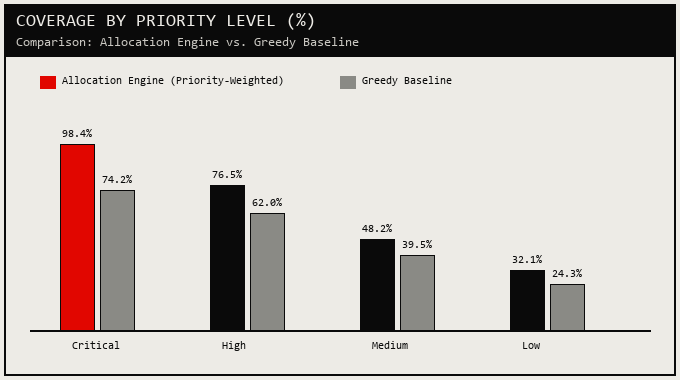 COVERAGE BY PRIORITY LEVEL (%)
Comparison: Allocation Engine vs. Greedy Baseline
Allocation Engine (Priority-Weighted) Greedy Baseline
98.4%
74.2%
76.5%
62.0%
48.2%
39.5%
32.1%
24.3%
Critical High Medium Low